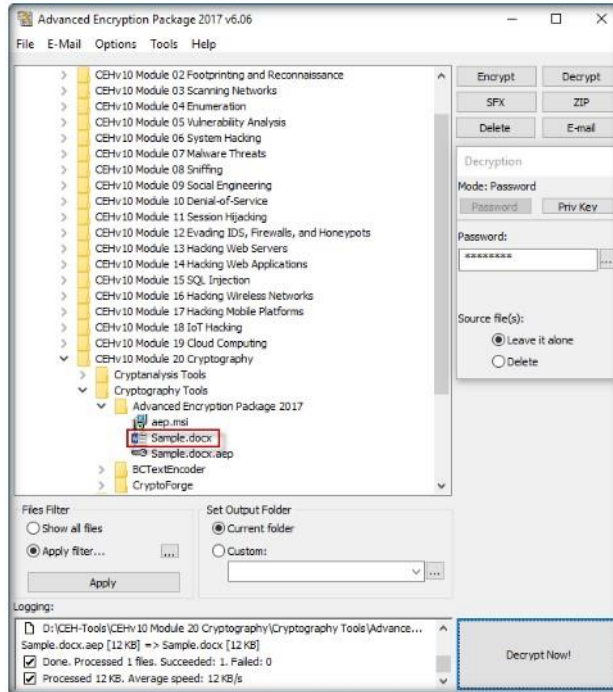 Advanced Encryption Package 2017 v6.06
File E-Mail Options Tools Help
CEHv10 Module 02 Footprinting and Reconnaissance
CEHv10 Module 03 Scanning Networks
CEHv10 Module 04 Enumeration
CEHv10 Module 05 Vulnerability Analysis
CEHv10 Module 06 System Hacking
CEHv10 Module 07 Malware Threats
CEHv10 Module 08 Sniffing
CEHv10 Module 09 Social Engineering
CEHv10 Module 10 Denial-of-Service
CEHv10 Module 11 Session Hijacking
CEHv10 Module 12 Evading IDS, Firewalls, and Honeypots
CEHv10 Module 13 Hacking Web Servers
CEHv10 Module 14 Hacking Web Applications
CEHv10 Module 15 SQL Injection
CEHv10 Module 16 Hacking Wireless Networks
CEHv10 Module 17 Hacking Mobile Platforms
CEHv10 Module 18 IoT Hacking
CEHv10 Module 19 Cloud Computing
CEHv10 Module 20 Cryptography
Cryptanalysis Tools
Cryptography Tools
Advanced Encryption Package 2017
aep.msi
Sample.docx
Sample.docx.aep
BCTextEncoder
CryptoForge
Encrypt Decrypt
SFX ZIP
Delete E-mail
Decryption
Mode: Password
Password Priv Key
Password:
********
...
Source file(s):
Leave it alone
Delete
Files Filter
Show all files
Apply filter... ...
Apply
Set Output Folder
Current folder
Custom:
...
Logging:
D:\CEH-Tools\CEHv10 Module 20 Cryptography\Cryptography Tools\Advance...
Sample.docx.aep [12 KB] => Sample.docx [12 KB]
Done. Processed 1 files. Succeeded: 1. Failed: 0
Processed 12 KB. Average speed: 12 KB/s
Decrypt Now!